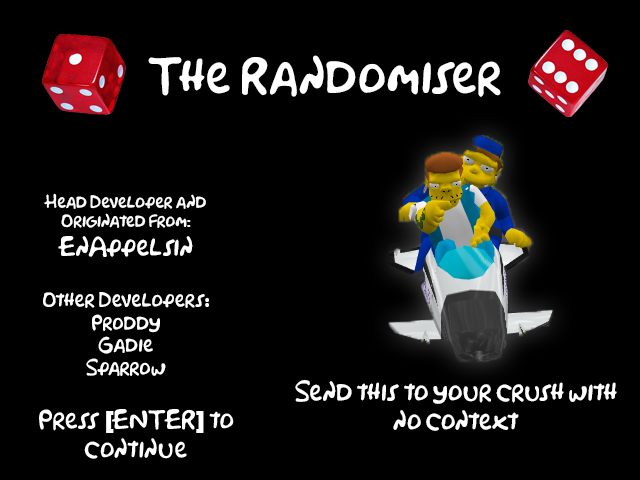 The Randomiser
Head Developer and
Originated From:
EnAppelsin
Other Developers:
Proddy
Gadie
Sparrow
Press [ENTER] to
continue
Send this to your crush with
no context